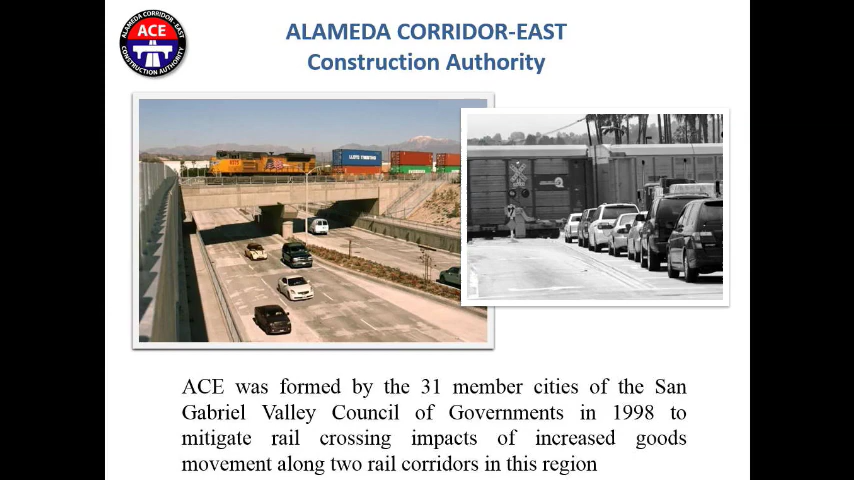 ALAMEDA CORRIDOR - EAST
ACE
CONSTRUCTION AUTHORITY
ALAMEDA CORRIDOR-EAST
Construction Authority
ACE was formed by the 31 member cities of the San
Gabriel Valley Council of Governments in 1998 to
mitigate rail crossing impacts of increased goods
movement along two rail corridors in this region